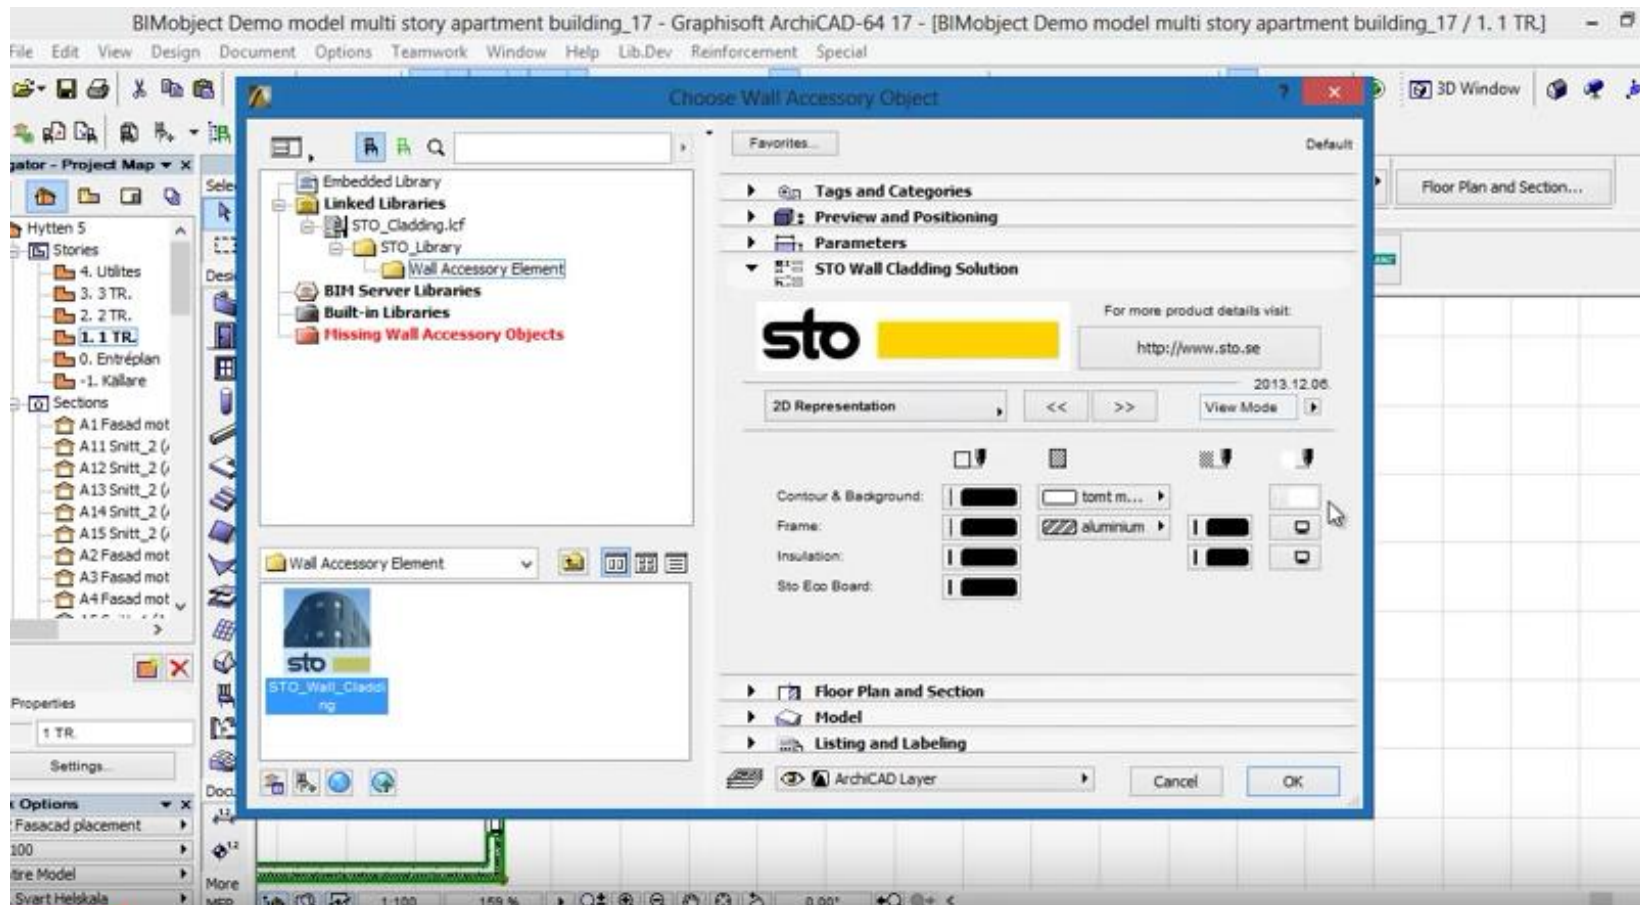 BIMobject Demo model multi story apartment building_17 - Graphisoft ArchiCAD-64 17 - [BIMobject Demo model multi story apartment building_17 / 1. 1 TR.]
File Edit View Design Document Options Teamwork Window Help Lib.Dev Reinforcement Special
3D Window
Choose Wall Accessory Object
?
Favorites...
Default
gator - Project Map
Floor Plan and Section...
Embedded Library
Linked Libraries
STO_Cladding.lcf
STO_Library
Wall Accessory Element
BIM Server Libraries
Built-in Libraries
Missing Wall Accessory Objects
Tags and Categories
Preview and Positioning
Parameters
STO Wall Cladding Solution
sto
For more product details visit:
http://www.sto.se
2013.12.06.
2D Representation
<<
>>
View Mode
Contour & Background:
tomt m...
Frame:
aluminium
Insulation:
Sto Eco Board:
Floor Plan and Section
Model
Listing and Labeling
ArchiCAD Layer
Cancel
OK
Wall Accessory Element
sto
STO_Wall_Claddi
ng
Sele
Desi
Docu
More
Hytten 5
Stories
4. Utilites
3. 3 TR.
2. 2 TR.
1. 1 TR.
0. Entréplan
-1. Källare
Sections
A1 Fasad mot
A11 Snitt_2 (
A12 Snitt_2 (
A13 Snitt_2 (
A14 Snitt_2 (
A15 Snitt_2 (
A2 Fasad mot
A3 Fasad mot
A4 Fasad mot
Properties
1 TR.
Settings...
Options
Fasacad placement
100
tire Model
Svart Helskala
MEP
1:100
159 %
0.00°